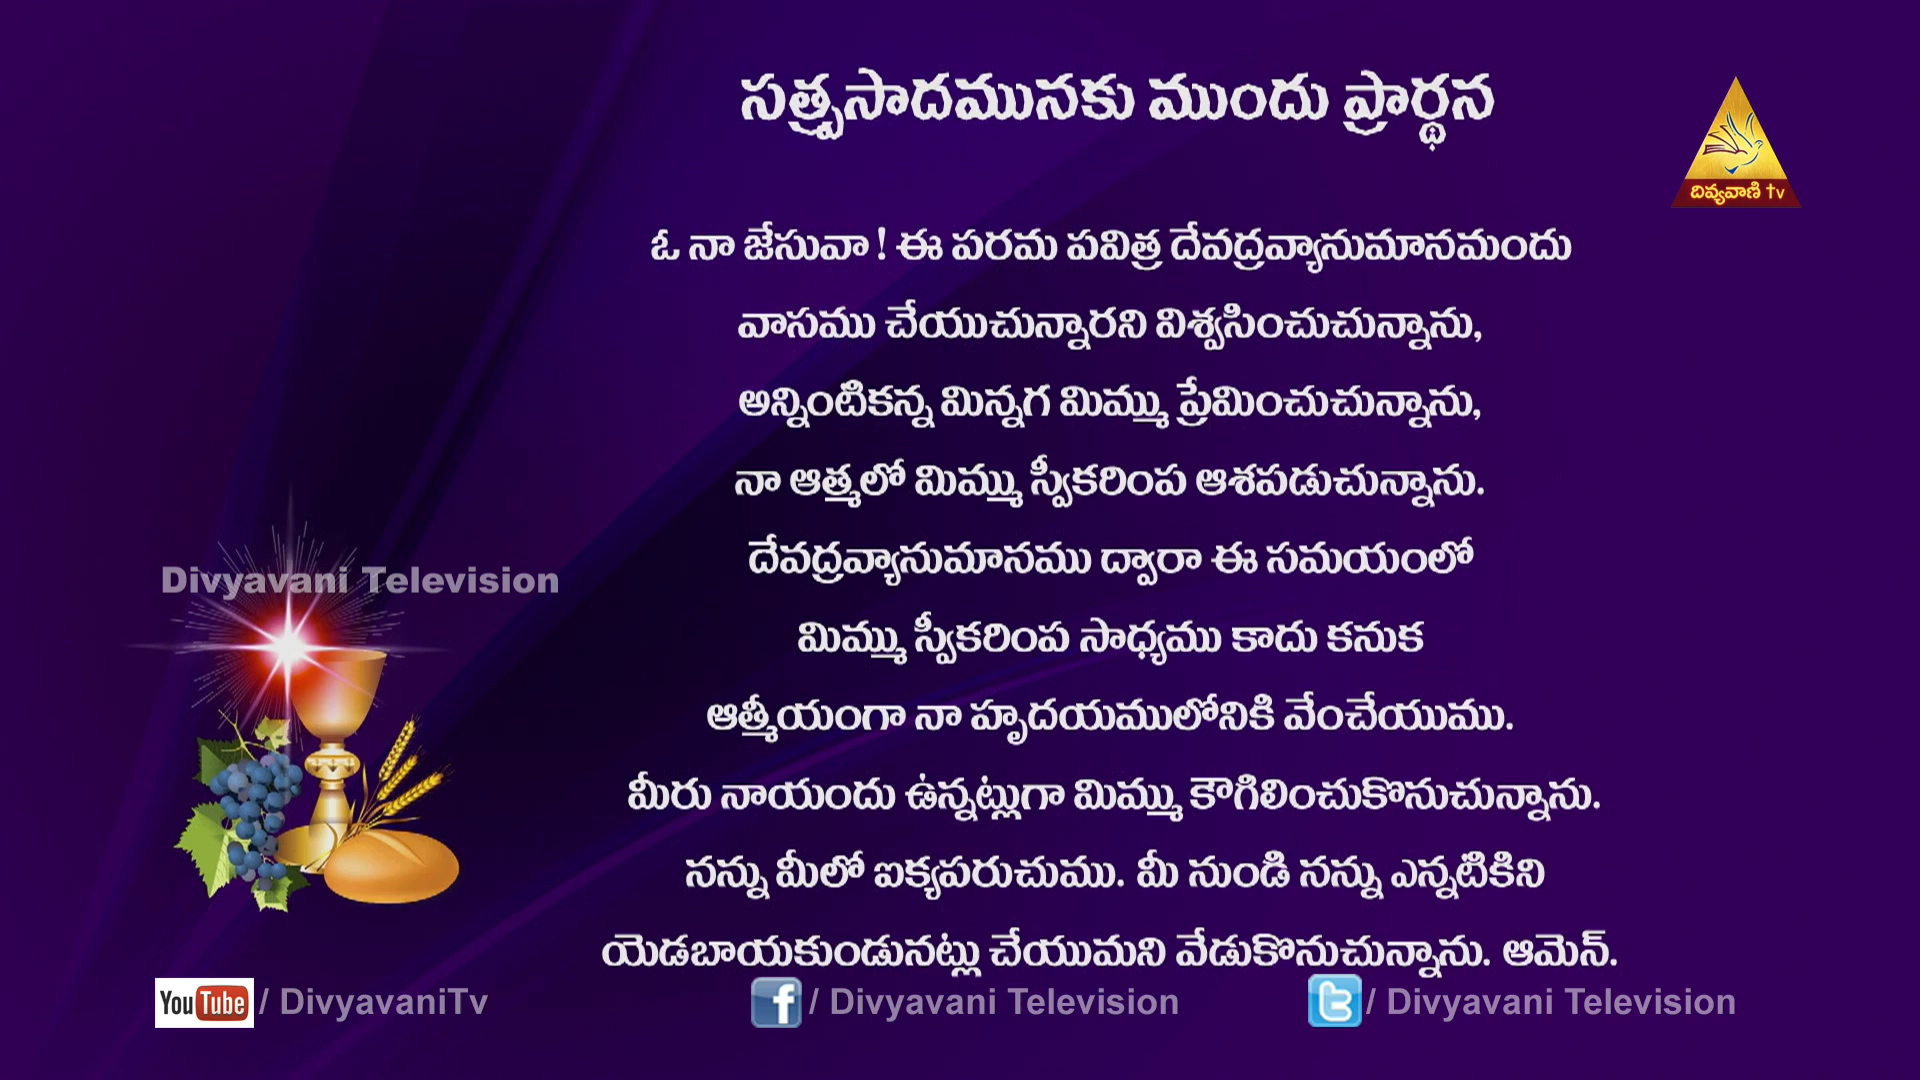 సత్ప్రసాదమునకు ముందు ప్రార్థన
దివ్యవాణి tv
ఓ నా జేసువా ! ఈ పరమ పవిత్ర దేవద్రవ్యానుమానమందు
వాసము చేయుచున్నారని విశ్వసించుచున్నాను,
అన్నింటికన్న మిన్నగ మిమ్ము ప్రేమించుచున్నాను,
నా ఆత్మలో మిమ్ము స్వీకరింప ఆశపడుచున్నాను.
దేవద్రవ్యానుమానము ద్వారా ఈ సమయంలో
Divyavani Television
మిమ్ము స్వీకరింప సాధ్యము కాదు కనుక
ఆత్మీయంగా నా హృదయములోనికి వేంచేయుము.
మీరు నాయందు ఉన్నట్లుగా మిమ్ము కౌగిలించుకొనుచున్నాను.
నన్ను మీలో ఐక్యపరుచుము. మీ నుండి నన్ను ఎన్నటికిని
యెడబాయకుండునట్లు చేయుమని వేడుకొనుచున్నాను. ఆమెన్.
YouTube / DivyavaniTv f / Divyavani Television t / Divyavani Television